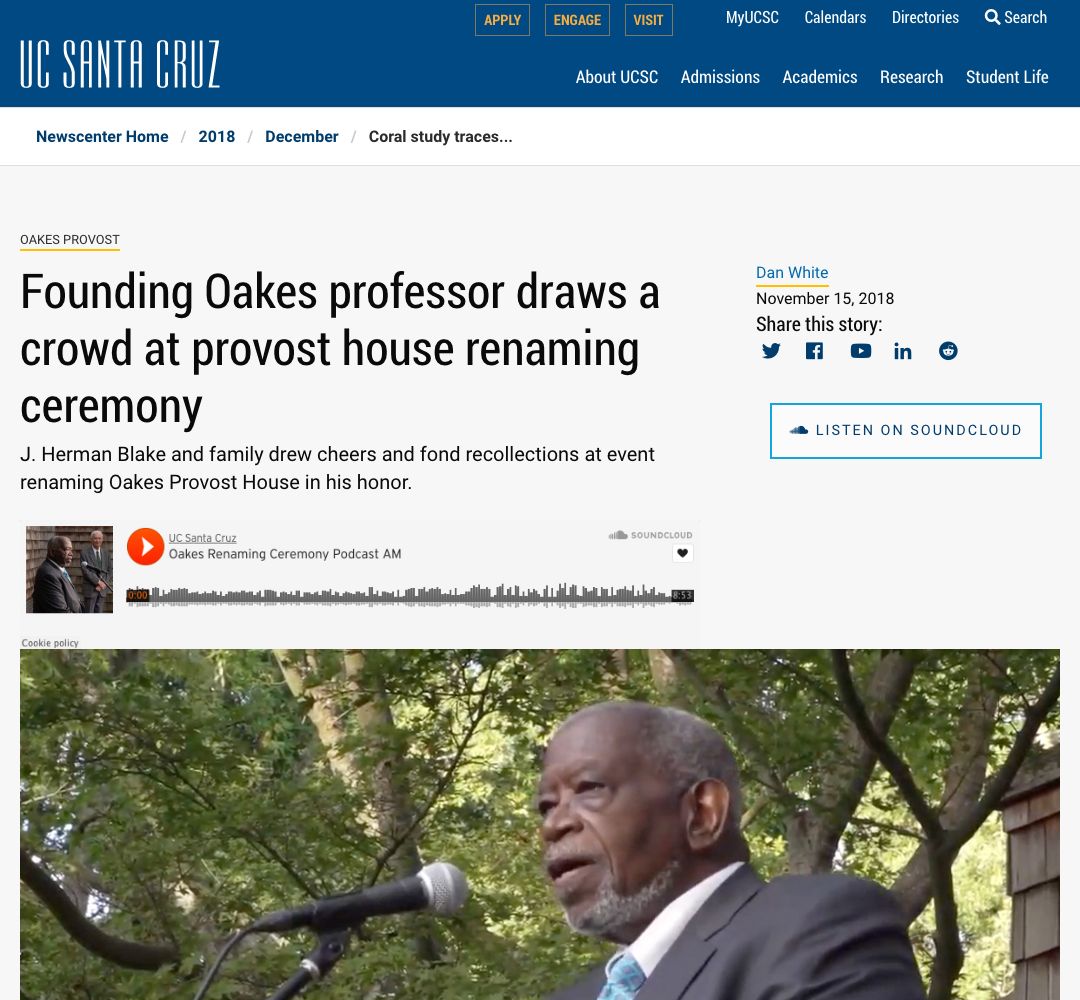 APPLY ENGAGE VISIT MyUCSC Calendars Directories Search
UC SANTA CRUZ
About UCSC Admissions Academics Research Student Life
Newscenter Home / 2018 / December / Coral study traces...
OAKES PROVOST
Founding Oakes professor draws a
crowd at provost house renaming
ceremony
J. Herman Blake and family drew cheers and fond recollections at event
renaming Oakes Provost House in his honor.
Dan White
November 15, 2018
Share this story:
LISTEN ON SOUNDCLOUD
UC Santa Cruz
Oakes Renaming Ceremony Podcast AM
SOUNDCLOUD
0:00
8:53
Cookie policy